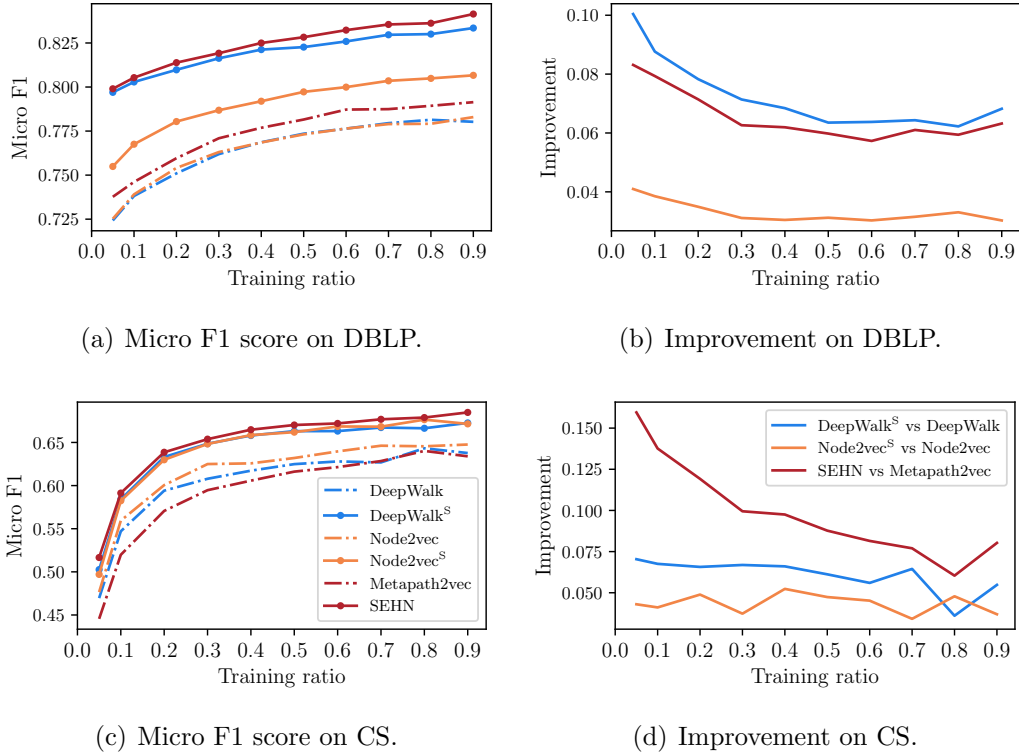 0.825
0.800
0.775
0.750
0.725
Micro F1
0.0 0.1 0.2 0.3 0.4 0.5 0.6 0.7 0.8 0.9
Training ratio
(a) Micro F1 score on DBLP.
0.10
0.08
0.06
0.04
Improvement
0.0 0.1 0.2 0.3 0.4 0.5 0.6 0.7 0.8 0.9
Training ratio
(b) Improvement on DBLP.
0.65
0.60
0.55
0.50
0.45
Micro F1
DeepWalk
DeepWalkS
Node2vec
Node2vecS
Metapath2vec
SEHN
0.0 0.1 0.2 0.3 0.4 0.5 0.6 0.7 0.8 0.9
Training ratio
(c) Micro F1 score on CS.
0.150
0.125
0.100
0.075
0.050
Improvement
DeepWalkS vs DeepWalk
Node2vecS vs Node2vec
SEHN vs Metapath2vec
0.0 0.1 0.2 0.3 0.4 0.5 0.6 0.7 0.8 0.9
Training ratio
(d) Improvement on CS.